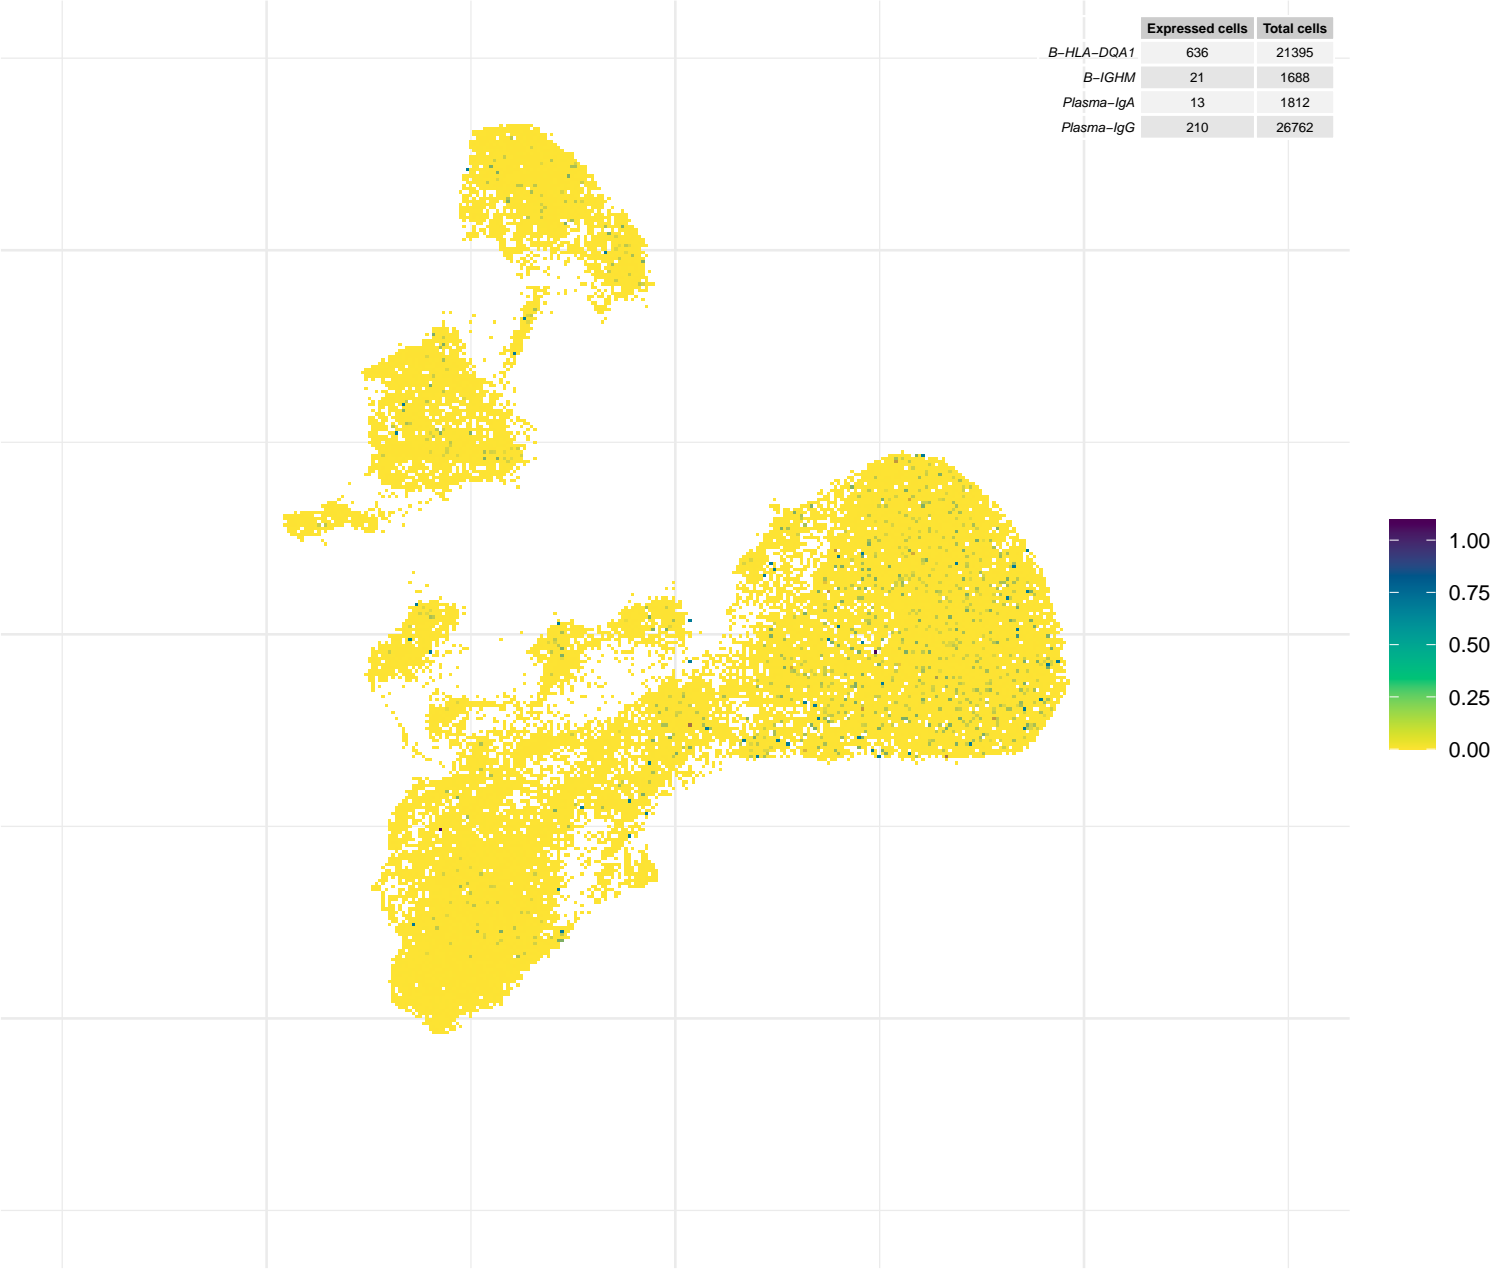 Expressed cells Total cells
B−HLA−DQA1 636 21395
B−IGHM 21 1688
Plasma−IgA 13 1812
Plasma−IgG 210 26762
1.00
0.75
0.50
0.25
0.00